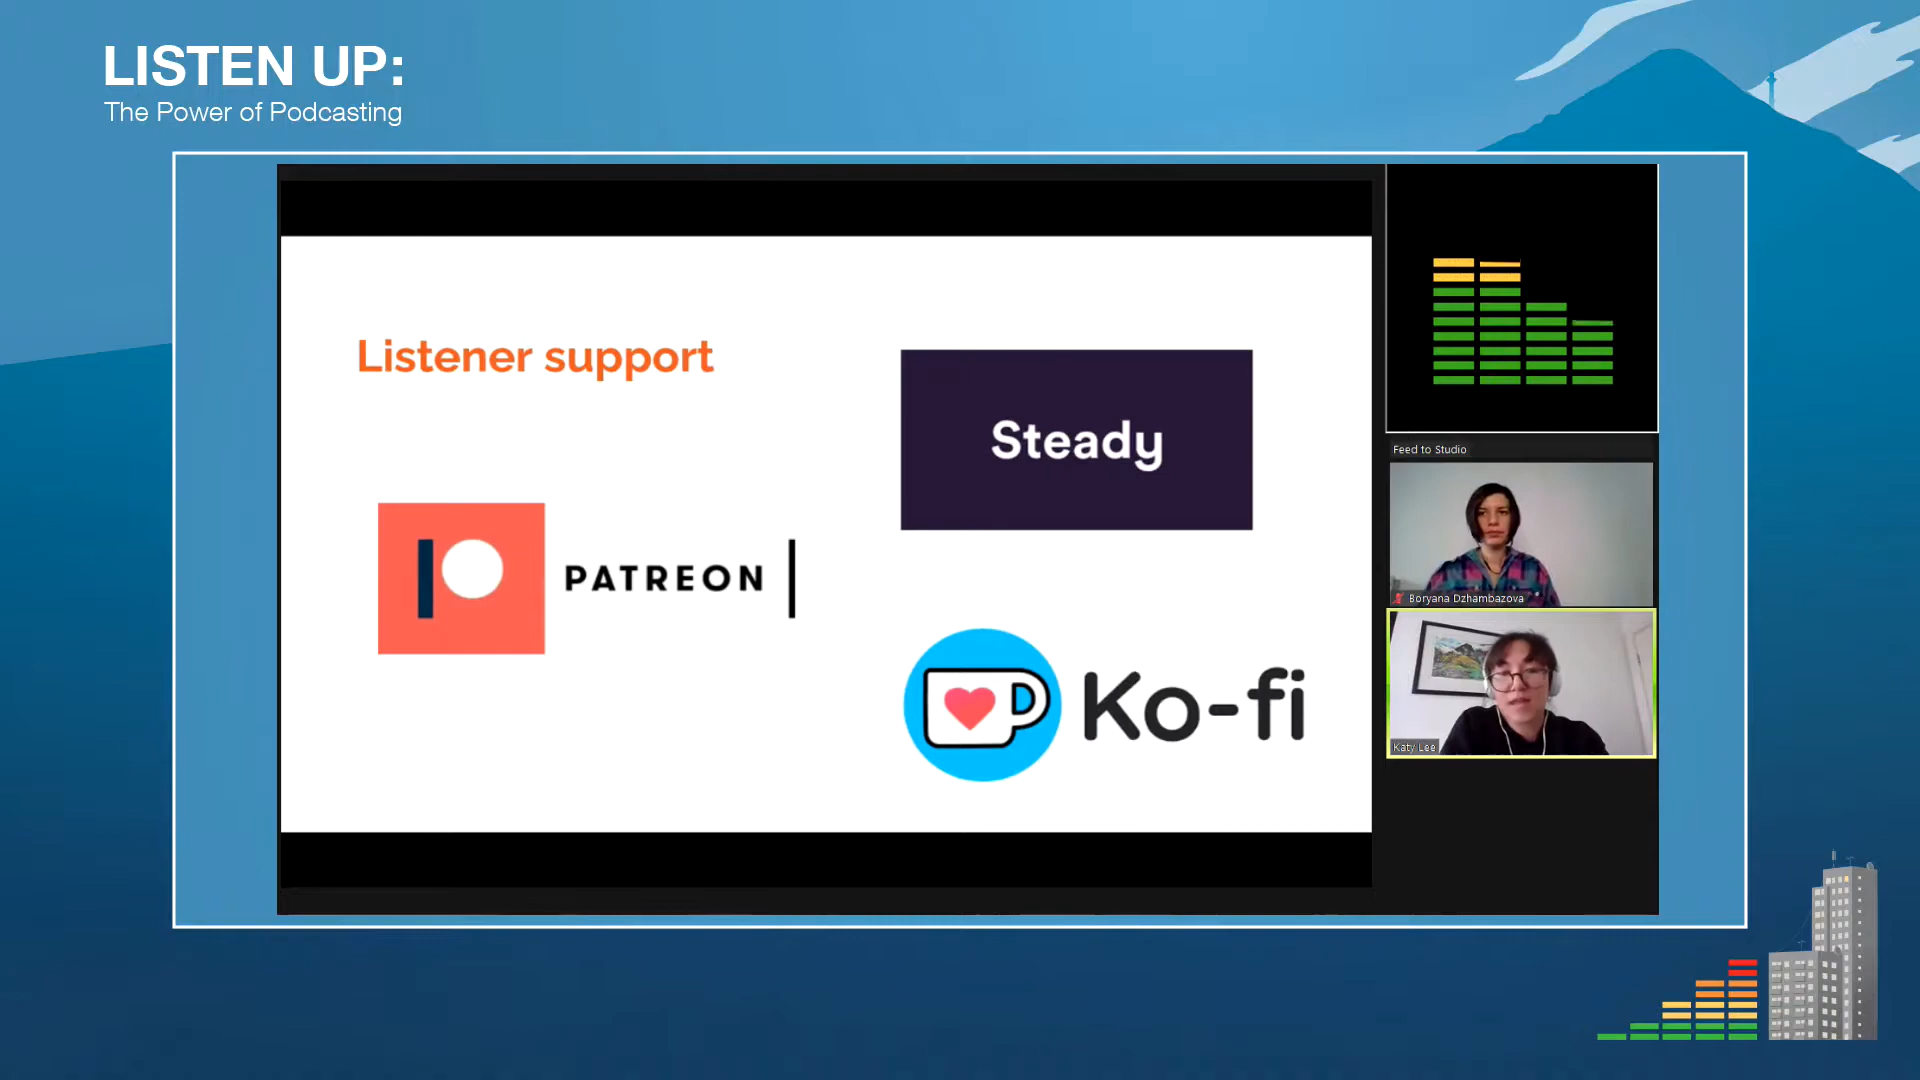 LISTEN UP:
The Power of Podcasting
Listener support
Steady
PATREON
Ko-fi
Feed to Studio
Boryana Dzhambazova
Katy Lee